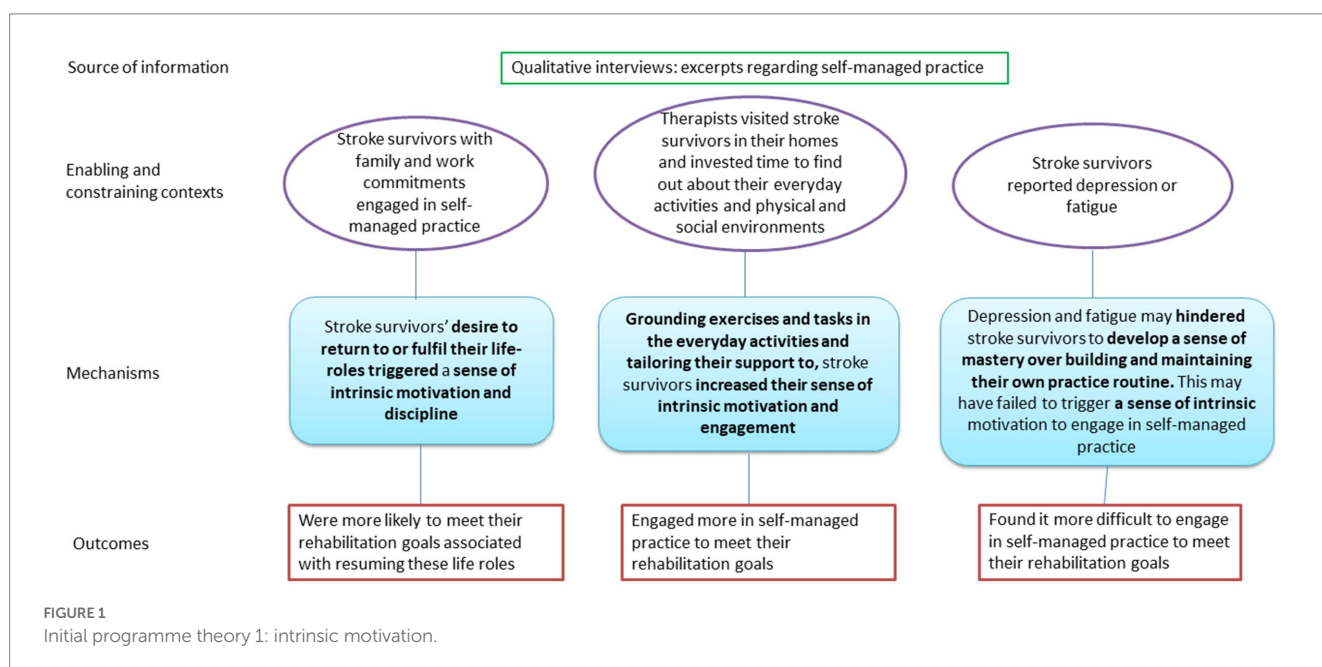 Source of information
Qualitative interviews: excerpts regarding self-managed practice
Enabling and
constraining contexts
Stroke survivors with
family and work
commitments
engaged in self-
managed practice
Therapists visited stroke
survivors in their homes
and invested time to find
out about their everyday
activities and physical and
social environments
Stroke survivors
reported depression or
fatigue
Mechanisms
Stroke survivors’ desire to
return to or fulfil their life-
roles triggered a sense of
intrinsic motivation and
discipline
Grounding exercises and tasks in
the everyday activities and
tailoring their support to, stroke
survivors increased their sense of
intrinsic motivation and
engagement
Depression and fatigue may hindered
stroke survivors to develop a sense of
mastery over building and maintaining
their own practice routine. This may
have failed to trigger a sense of intrinsic
motivation to engage in self-managed
practice
Outcomes
Were more likely to meet their
rehabilitation goals associated
with resuming these life roles
Engaged more in self-managed
practice to meet their
rehabilitation goals
Found it more difficult to engage
in self-managed practice to meet
their rehabilitation goals
FIGURE 1
Initial programme theory 1: intrinsic motivation.